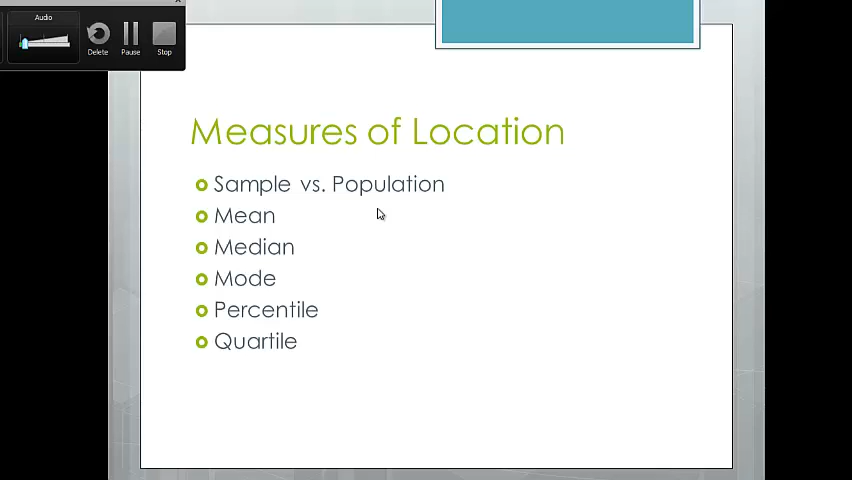 Audio
Delete
Pause
Stop
Measures of Location
Sample vs. Population
Mean
Median
Mode
Percentile
Quartile